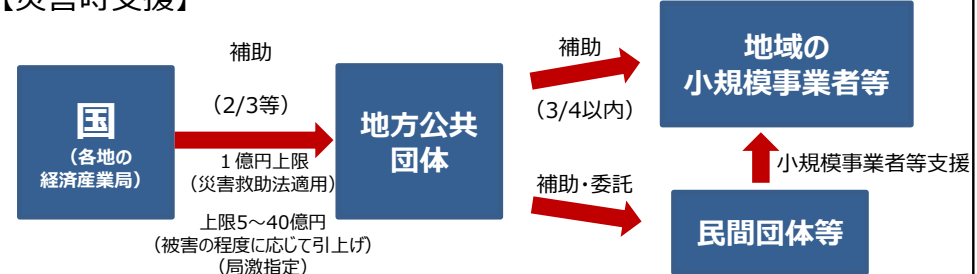 【災害時支援】
国
（各地の
経済産業局）
補助
（2/3等）
１億円上限
（災害救助法適用）
上限5～40億円
（被害の程度に応じて引上げ）
（局激指定）
地方公共
団体
補助
（3/4以内）
地域の
小規模事業者等
補助・委託
民間団体等
小規模事業者等支援